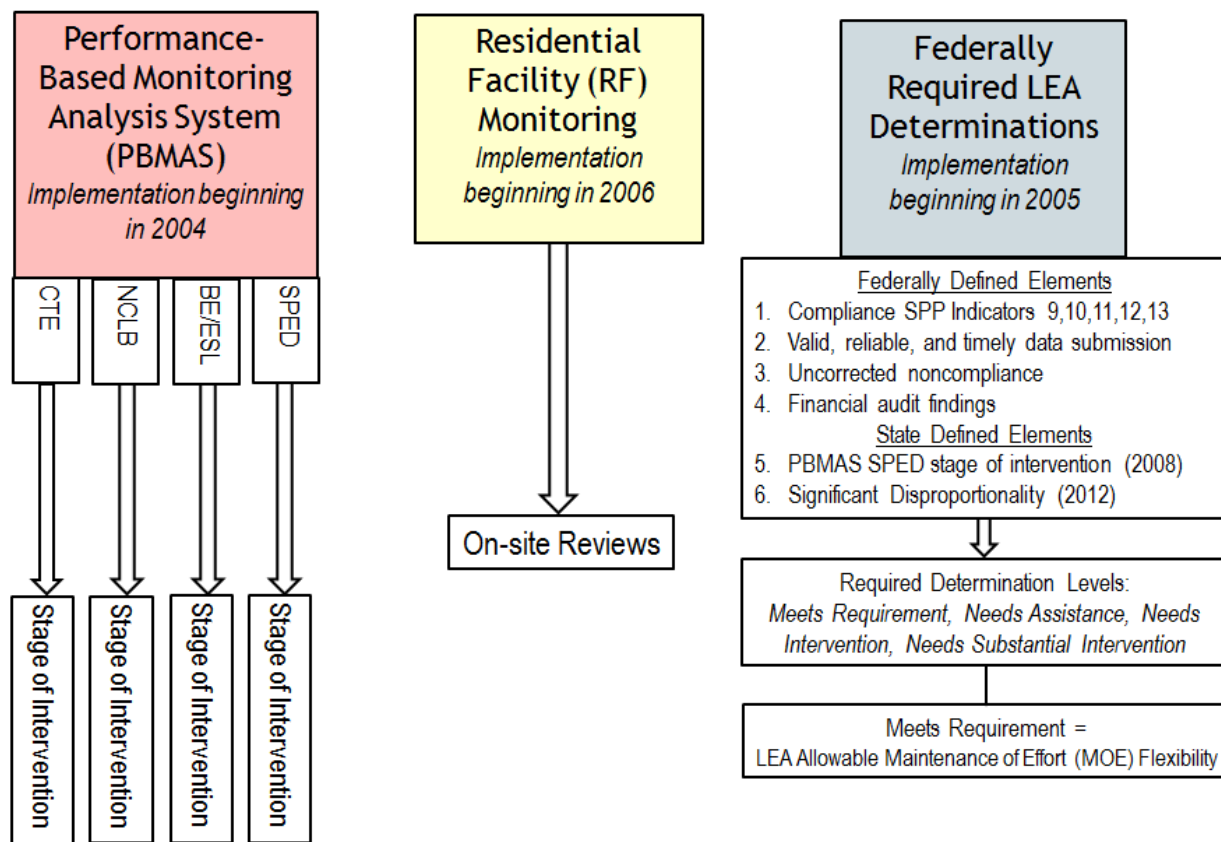 Performance-
Based Monitoring
Analysis System
(PBMAS)
Implementation beginning
in 2004
CTE
NCLB
BE/ESL
SPED
Stage of Intervention
Stage of Intervention
Stage of Intervention
Stage of Intervention
Residential
Facility (RF)
Monitoring
Implementation
beginning in 2006
On-site Reviews
Federally
Required LEA
Determinations
Implementation
beginning in 2005
Federally Defined Elements
1. Compliance SPP Indicators 9,10,11,12,13
2. Valid, reliable, and timely data submission
3. Uncorrected noncompliance
4. Financial audit findings
State Defined Elements
5. PBMAS SPED stage of intervention (2008)
6. Significant Disproportionality (2012)
Required Determination Levels:
Meets Requirement, Needs Assistance, Needs
Intervention, Needs Substantial Intervention
Meets Requirement =
LEA Allowable Maintenance of Effort (MOE) Flexibility